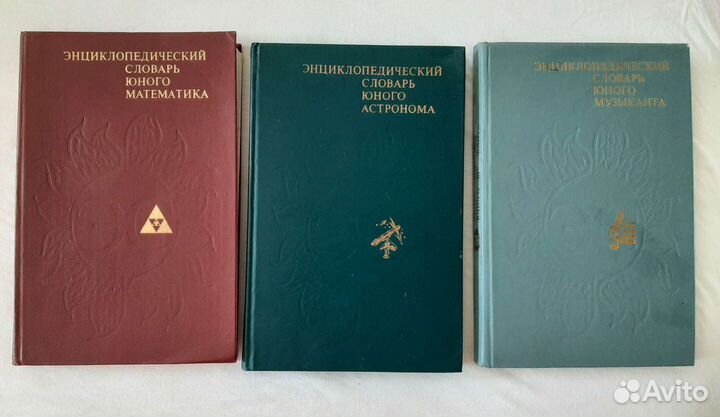 ЭНЦИКЛОПЕДИЧЕСКИЙ
СЛОВАРЬ
ЮНОГО
МАТЕМАТИКА
ЭНЦИКЛОПЕДИЧЕСКИЙ
СЛОВАРЬ
ЮНОГО
АСТРОНОМА
ЭНЦИКЛОПЕДИЧЕСКИЙ
СЛОВАРЬ
ЮНОГО
МУЗЫКАНТА
Avito